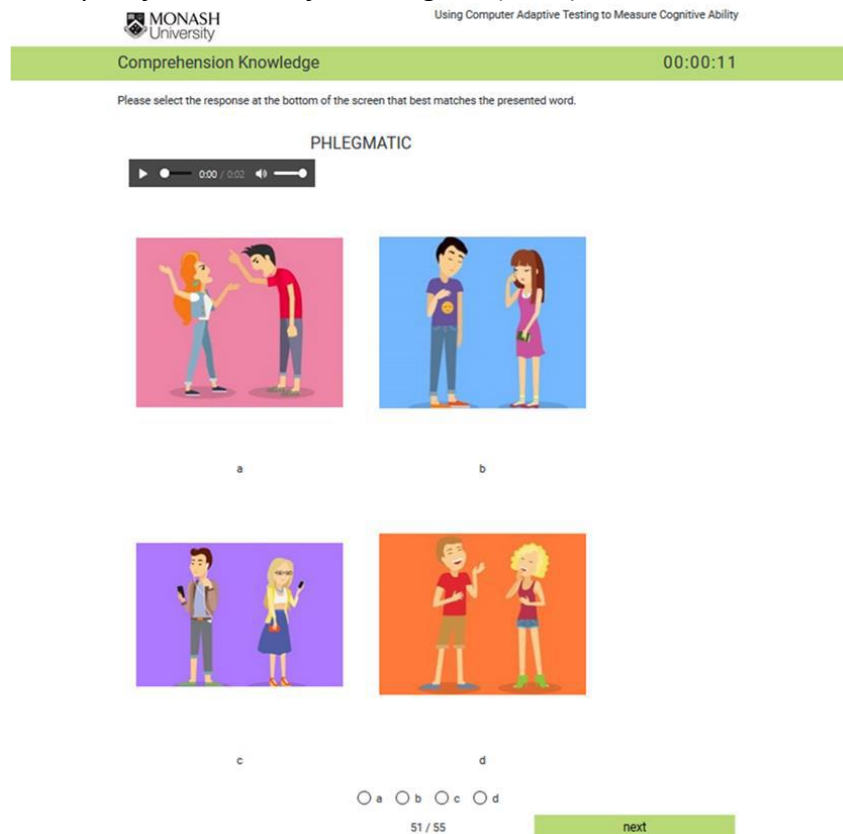 MONASH
University
Using Computer Adaptive Testing to Measure Cognitive Ability
Comprehension Knowledge
00:00:11
Please select the response at the bottom of the screen that best matches the presented word.
PHLEGMATIC
0:00 / 0:02
a
b
c
d
a b c d
51 / 55
next